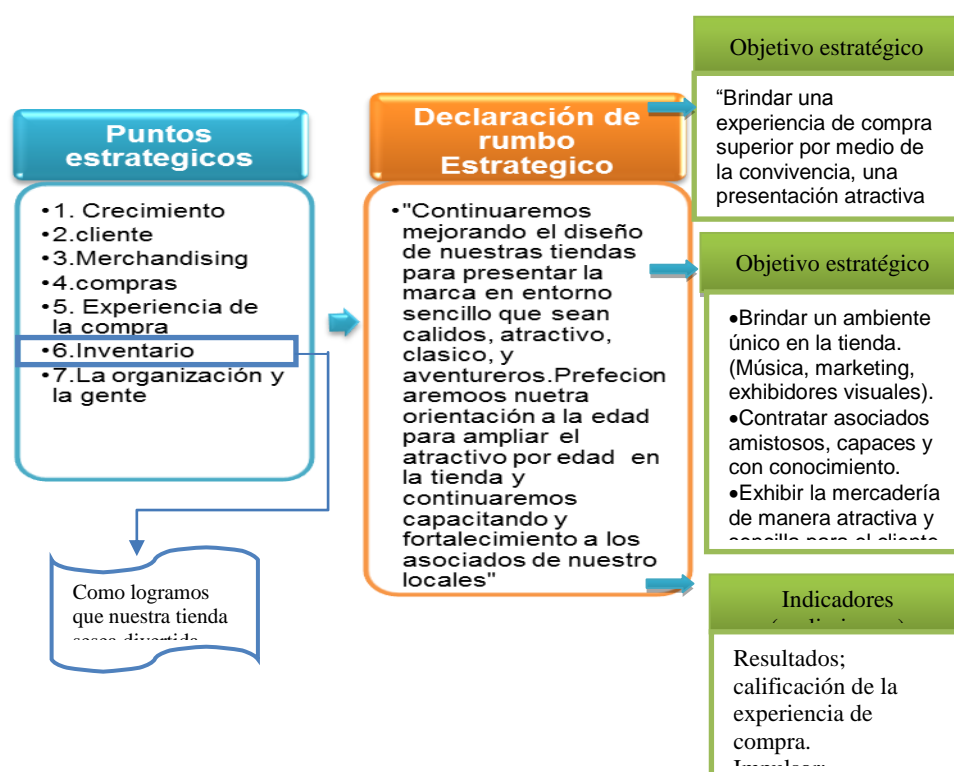 Puntos
estrategicos
•1. Crecimiento
•2.cliente
•3.Merchandising
•4.compras
•5. Experiencia de
la compra
•6.Inventario
•7.La organización y
la gente
Como logramos
que nuestra tienda
Declaración de
rumbo
Estrategico
•"Continuaremos
mejorando el diseño
de nuestras tiendas
para presentar la
marca en entorno
sencillo que sean
calidos, atractivo,
clasico, y
aventureros.Prefecion
aremoos nuetra
orientación a la edad
para ampliar el
atractivo por edad en
la tienda y
continuaremos
capacitando y
fortalecimiento a los
asociados de nuestro
locales"
Objetivo estratégico
“Brindar una
experiencia de compra
superior por medio de
la convivencia, una
presentación atractiva
Objetivo estratégico
•Brindar un ambiente
único en la tienda.
(Música, marketing,
exhibidores visuales).
•Contratar asociados
amistosos, capaces y
con conocimiento.
•Exhibir la mercadería
de manera atractiva y
sencilla para el cliente
Indicadores
Resultados;
calificación de la
experiencia de
compra.